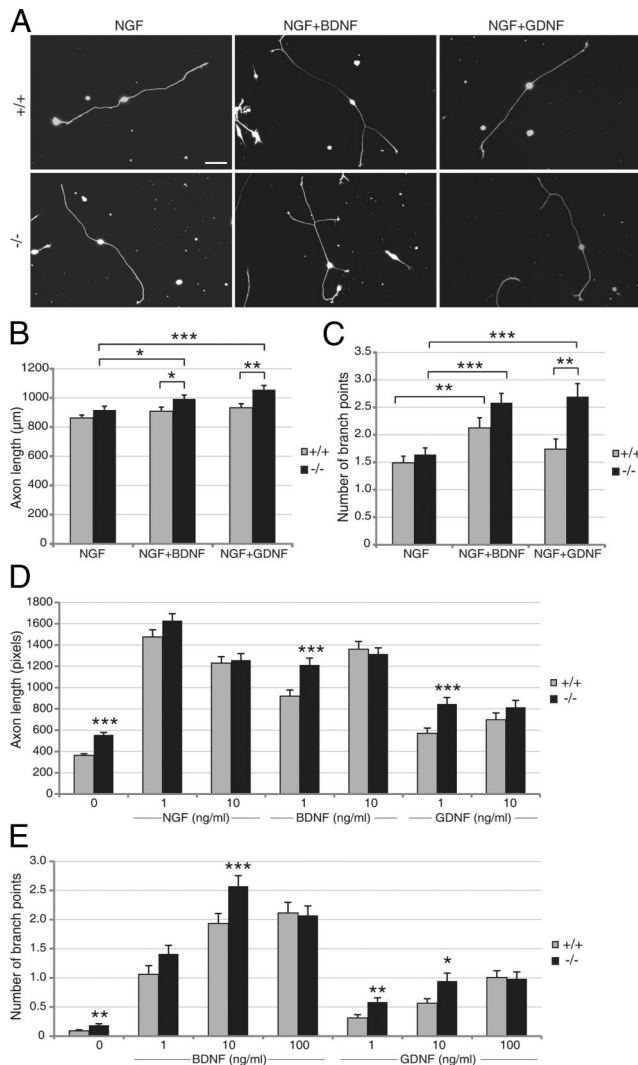 A
NGF NGF+BDNF NGF+GDNF
+/+
-/-
B
***
*
* **
Axon length (µm)
1200
1000
800
600
400
200
0
NGF NGF+BDNF NGF+GDNF
+/+
-/-
C
***
***
** **
Number of branch points
3.5
3.0
2.5
2.0
1.5
1.0
0.5
0
NGF NGF+BDNF NGF+GDNF
+/+
-/-
D
Axon length (pixels)
1800
1600
1400
1200
1000
800
600
400
200
0
*** *** ***
+/+
-/-
0 1 10 1 10 1 10
NGF (ng/ml) BDNF (ng/ml) GDNF (ng/ml)
E
Number of branch points
3.0
2.5
2.0
1.5
1.0
0.5
0
** *** ** *
+/+
-/-
0 1 10 100 1 10 100
BDNF (ng/ml) GDNF (ng/ml)